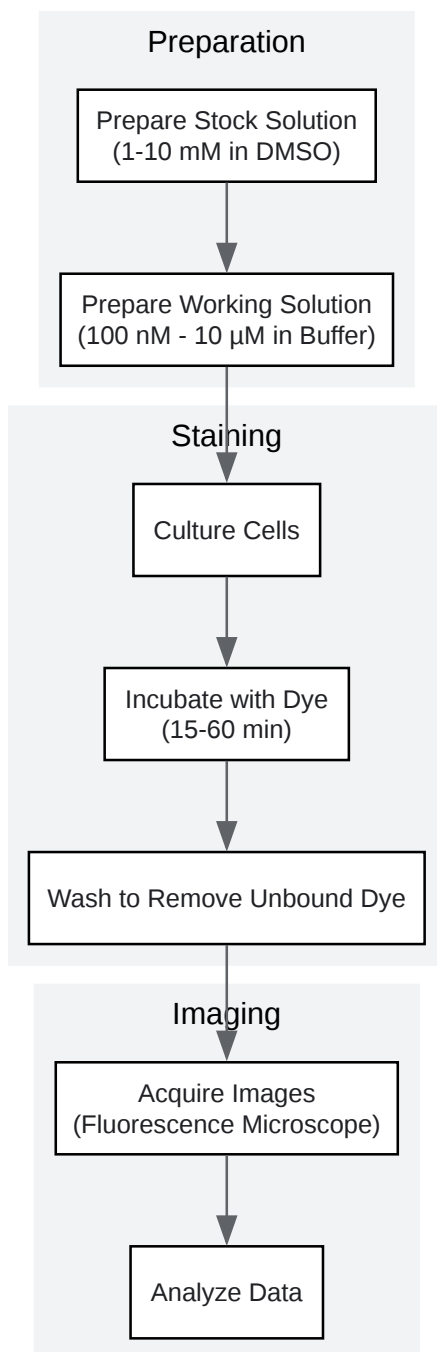 Preparation
Prepare Stock Solution
(1-10 mM in DMSO)
Prepare Working Solution
(100 nM - 10 µM in Buffer)
Staining
Culture Cells
Incubate with Dye
(15-60 min)
Wash to Remove Unbound Dye
Imaging
Acquire Images
(Fluorescence Microscope)
Analyze Data